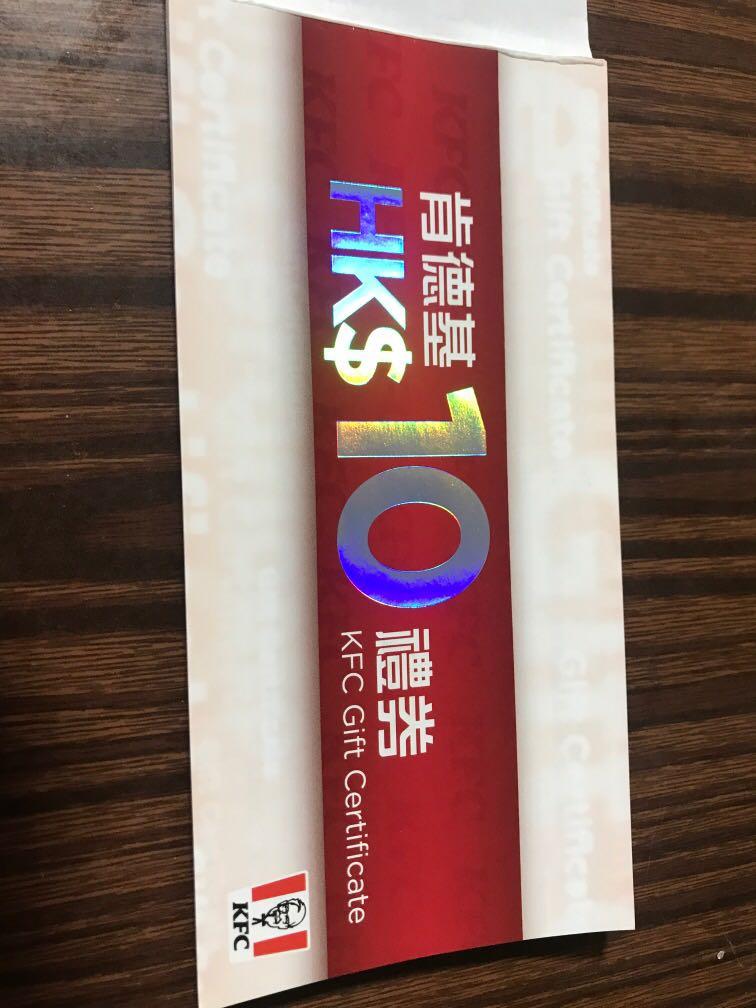 肯德基
HK$10
禮券
KFC Gift Certificate
KFC